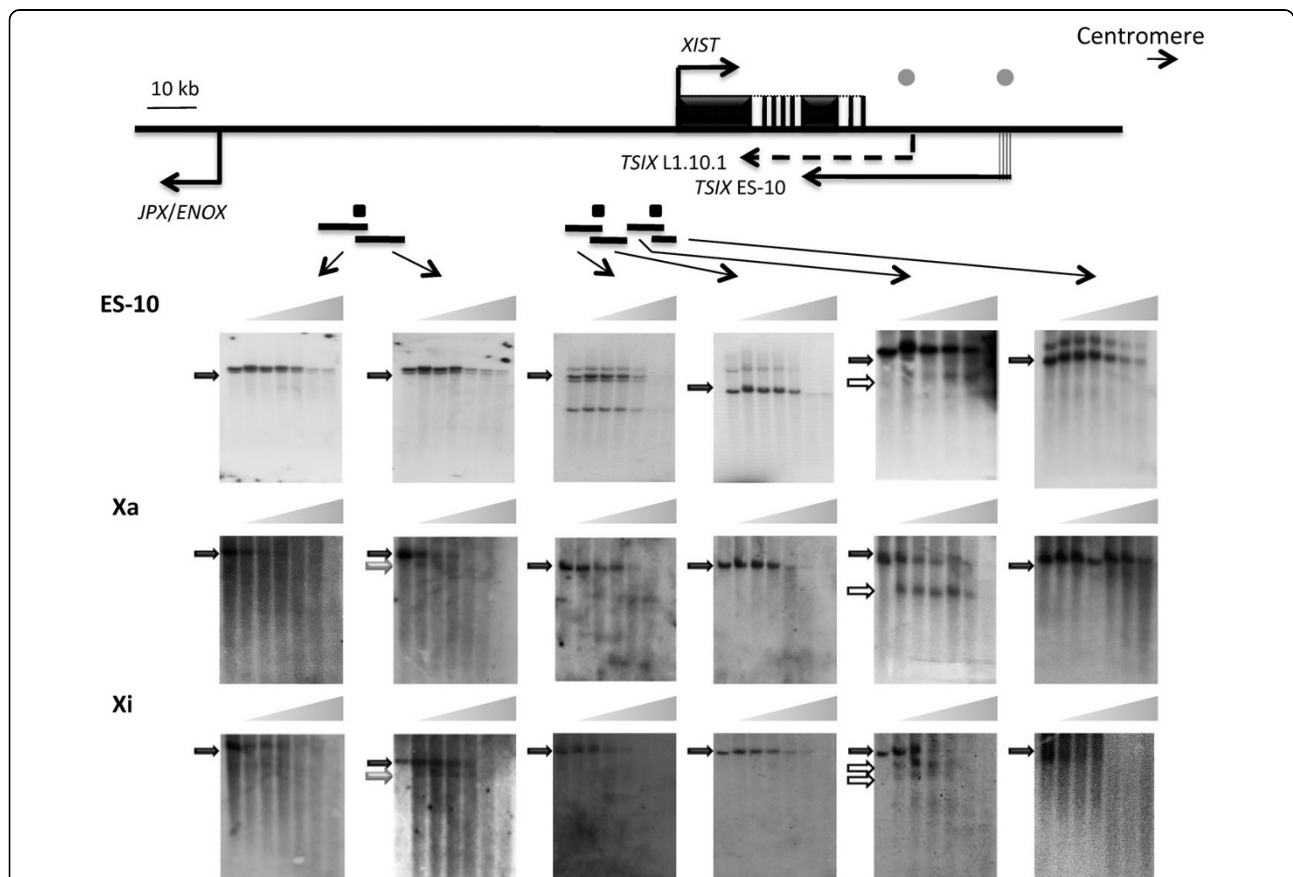 Centromere
XIST
10 kb
TSIX L1.10.1
TSIX ES-10
JPX/ENOX
ES-10
Xa
Xi